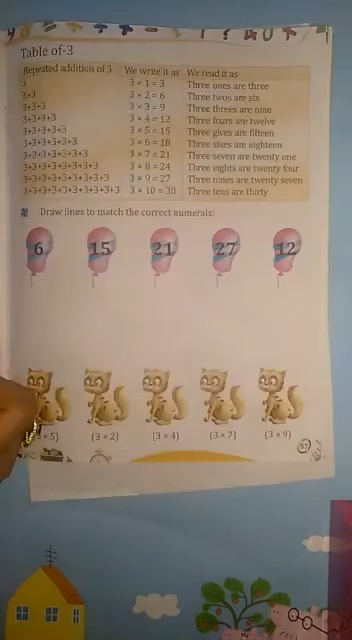 Table of-3
Repeated addition of 3 We write it as We read it as
3 3 × 1 = 3 Three ones are three
3+3 3 × 2 = 6 Three twos are six
3+3+3 3 × 3 = 9 Three threes are nine
3+3+3+3 3 × 4 = 12 Three fours are twelve
3+3+3+3+3 3 × 5 = 15 Three fives are fifteen
3+3+3+3+3+3 3 × 6 = 18 Three sixes are eighteen
3+3+3+3+3+3+3 3 × 7 = 21 Three seven are twenty one
3+3+3+3+3+3+3+3 3 × 8 = 24 Three eights are twenty four
3+3+3+3+3+3+3+3+3 3 × 9 = 27 Three nines are twenty seven
3+3+3+3+3+3+3+3+3+3 3 × 10 = 30 Three tens are thirty
Draw lines to match the correct numerals:
6 15 21 27 12
× 5) (3 × 2) (3 × 4) (3 × 7) (3 × 9)